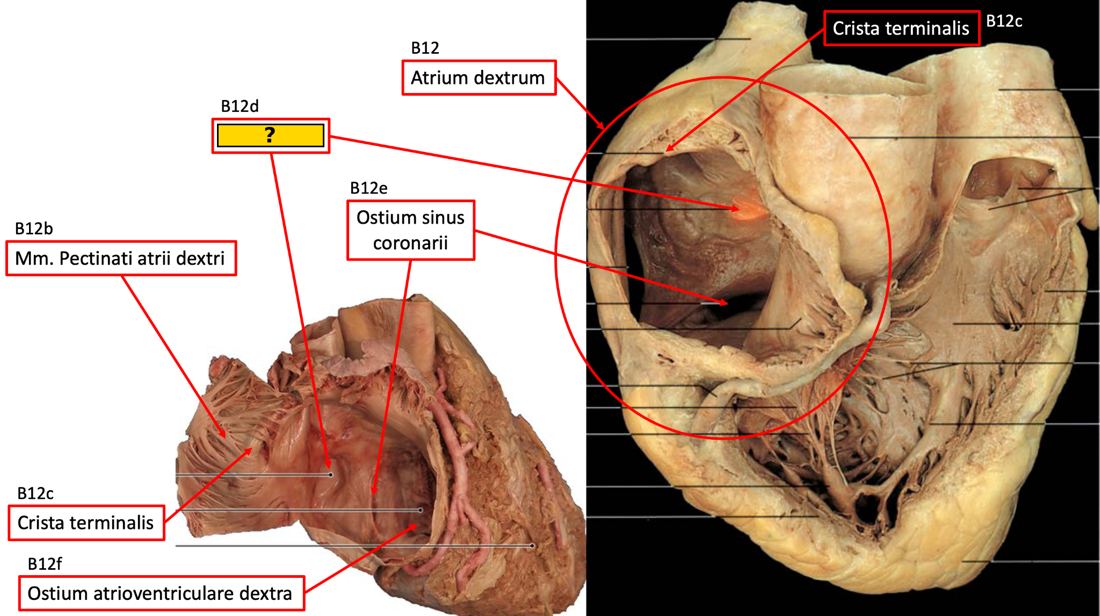 Crista terminalis
B12c
B12
Atrium dextrum
B12d
?
B12e
Ostium sinus
coronarii
B12b
Mm. Pectinati atrii dextri
B12c
Crista terminalis
B12f
Ostium atrioventriculare dextra